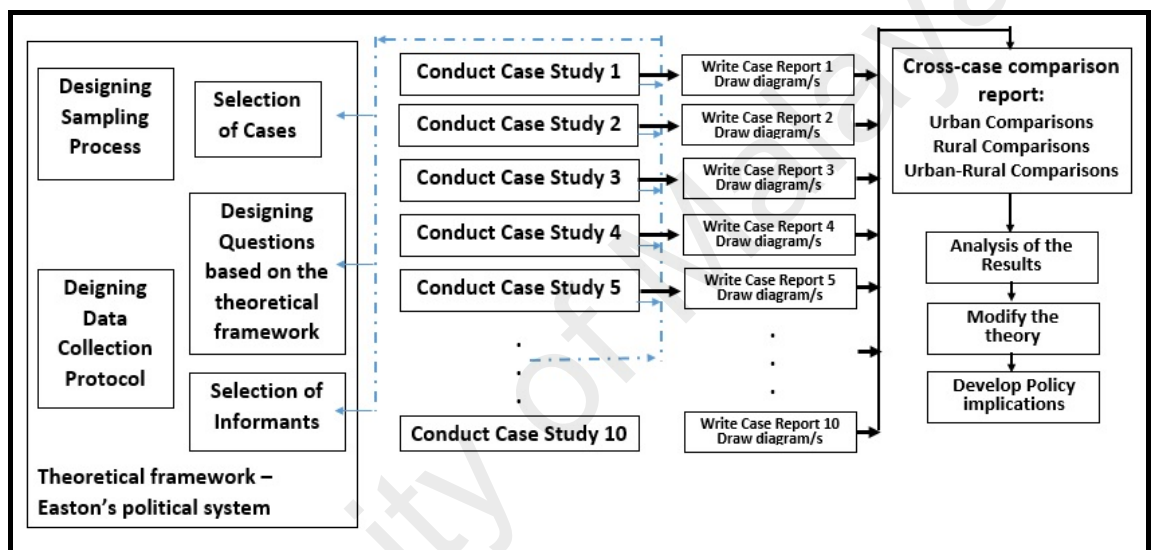 Designing
Sampling
Process
Selection
of Cases
Designing
Questions
based on the
theoretical
framework
Deigning
Data
Collection
Protocol
Selection of
Informants
Theoretical framework –
Easton's political system
Conduct Case Study 1
Conduct Case Study 2
Conduct Case Study 3
Conduct Case Study 4
Conduct Case Study 5
.
.
.
Conduct Case Study 10
Write Case Report 1
Draw diagram/s
Write Case Report 2
Draw diagram/s
Write Case Report 3
Draw diagram/s
Write Case Report 4
Draw diagram/s
Write Case Report 5
Draw diagram/s
.
.
.
Write Case Report 10
Draw diagram/s
Cross-case comparison
report:
Urban Comparisons
Rural Comparisons
Urban-Rural Comparisons
Analysis of the
Results
Modify the
theory
Develop Policy
implications
ity of Malaya